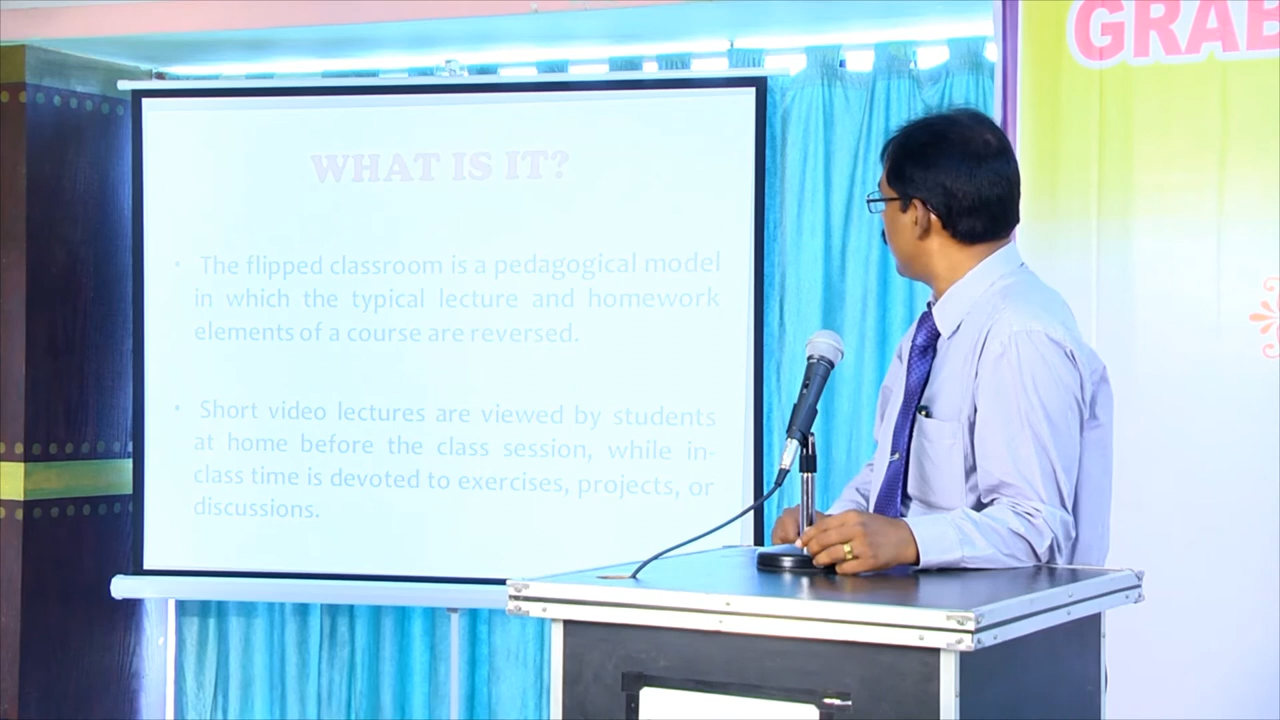 GRAB
WHAT IS IT?
• The flipped classroom is a pedagogical model
in which the typical lecture and homework
elements of a course are reversed.
• Short video lectures are viewed by students
at home before the class session, while in-
class time is devoted to exercises, projects, or
discussions.